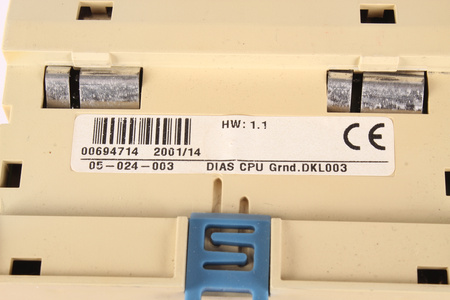 HW: 1.1
00694714 2001/14
CE
05-024-003 DIAS CPU Grnd.DKL003